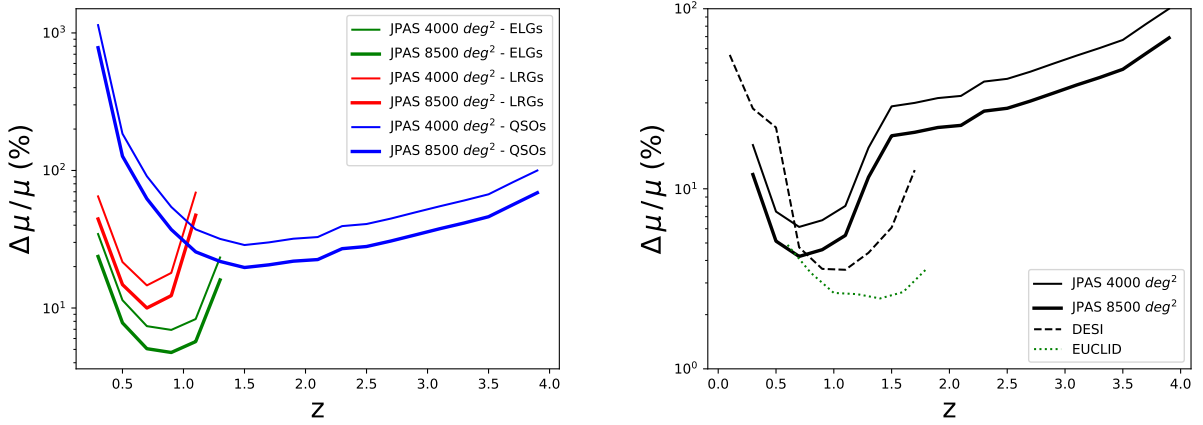 Δμ/μ (%)
10³
10²
10¹
JPAS 4000 deg² - ELGs
JPAS 8500 deg² - ELGs
JPAS 4000 deg² - LRGs
JPAS 8500 deg² - LRGs
JPAS 4000 deg² - QSOs
JPAS 8500 deg² - QSOs
0.5 1.0 1.5 2.0 2.5 3.0 3.5 4.0
z
Δμ/μ (%)
10²
10¹
10⁰
JPAS 4000 deg²
JPAS 8500 deg²
DESI
EUCLID
0.0 0.5 1.0 1.5 2.0 2.5 3.0 3.5 4.0
z